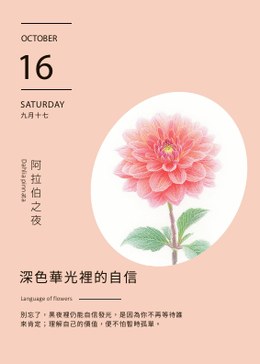 OCTOBER
16
SATURDAY
九月十七
阿拉伯之夜
Dahlia pinnata
深色華光裡的自信
Language of flowers
別忘了，黑夜裡仍能自信發光，是因為你不再等待誰
來肯定；理解自己的價值，便不怕暫時孤單。